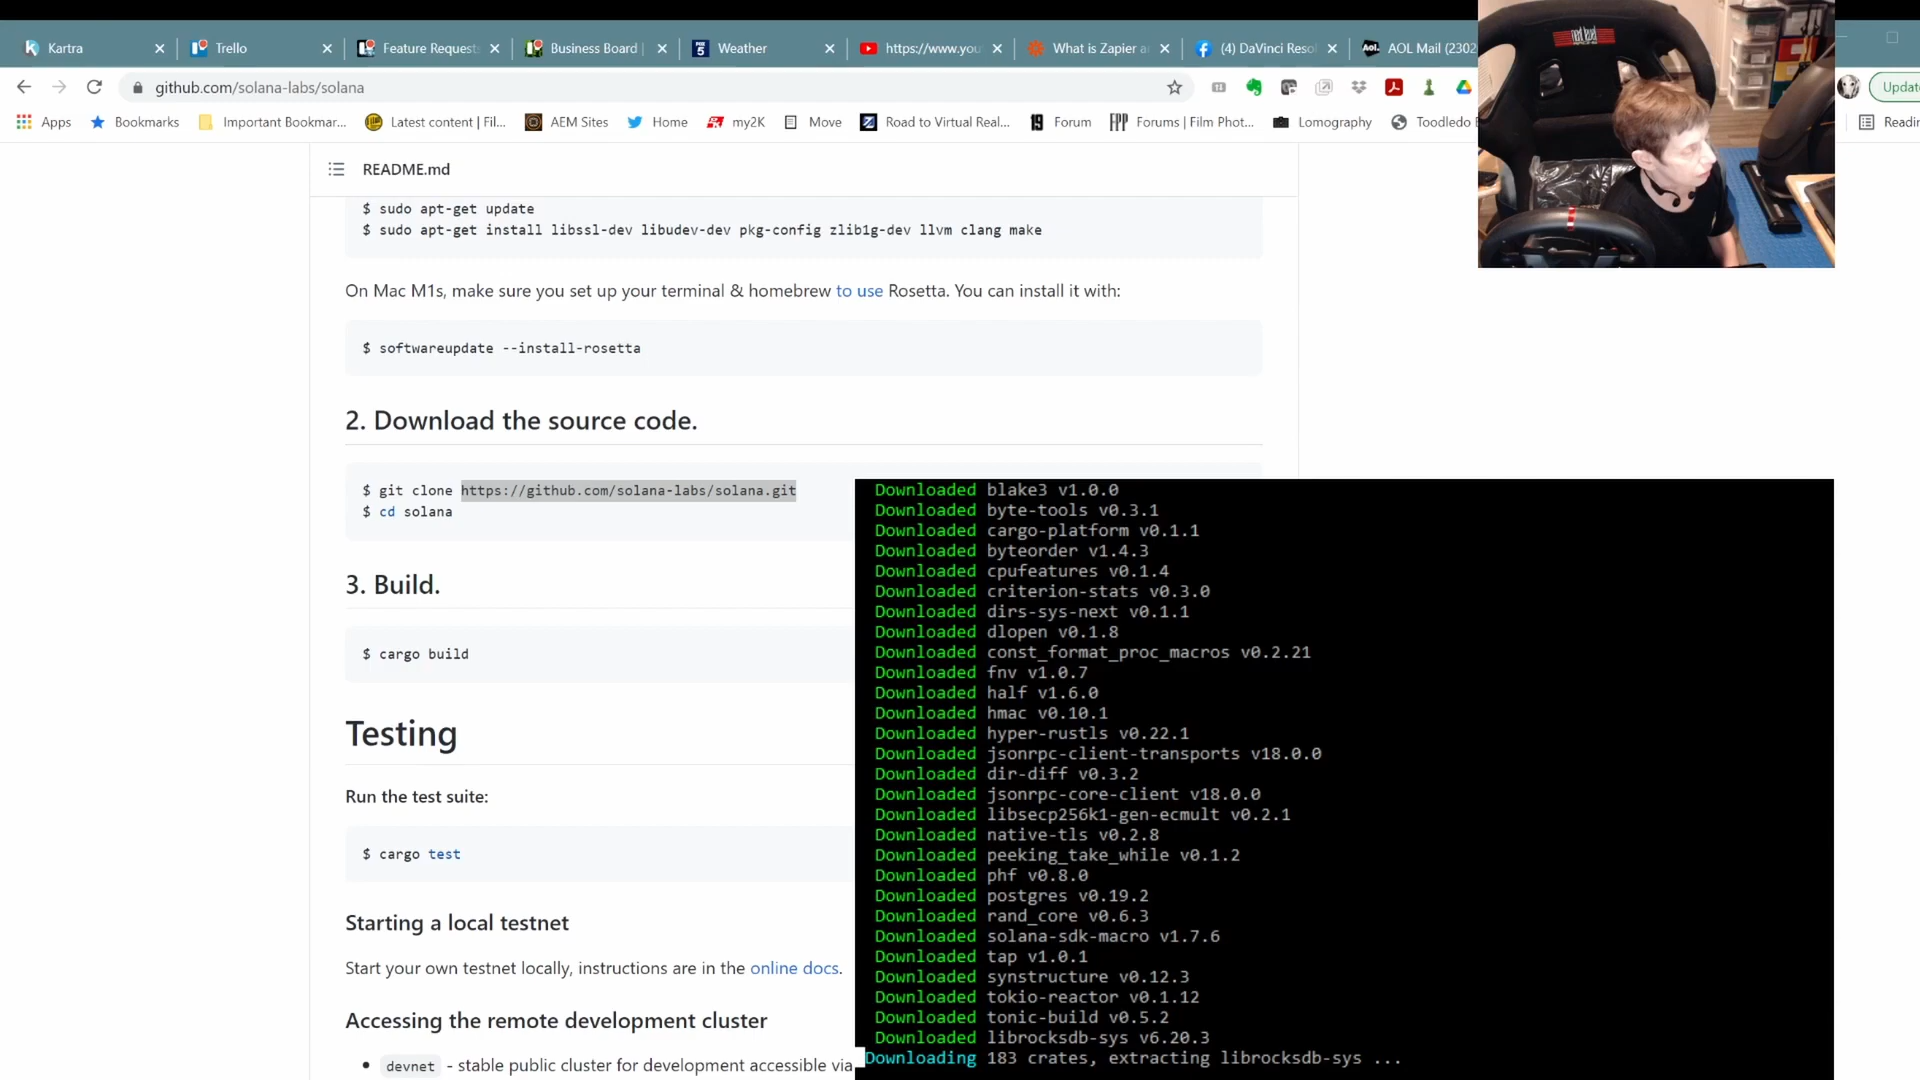 Kartra
Trello
Feature Requests
Business Board |
Weather
https://www.you
What is Zapier a
(4) DaVinci Reso
AOL Mail (2302
github.com/solana-labs/solana
Update
Apps
Bookmarks
Important Bookmar...
Latest content | Fil...
AEM Sites
Home
my2K
Move
Road to Virtual Real...
Forum
Forums | Film Phot...
Lomography
Toodledo
Readin
README.md
$ sudo apt-get update
$ sudo apt-get install libssl-dev libudev-dev pkg-config zlib1g-dev llvm clang make
On Mac M1s, make sure you set up your terminal & homebrew to use Rosetta. You can install it with:
$ softwareupdate --install-rosetta
2. Download the source code.
$ git clone https://github.com/solana-labs/solana.git
$ cd solana
3. Build.
$ cargo build
Testing
Run the test suite:
$ cargo test
Starting a local testnet
Start your own testnet locally, instructions are in the online docs.
Accessing the remote development cluster
• devnet - stable public cluster for development accessible via
Downloaded blake3 v1.0.0
Downloaded byte-tools v0.3.1
Downloaded cargo-platform v0.1.1
Downloaded byteorder v1.4.3
Downloaded cpufeatures v0.1.4
Downloaded criterion-stats v0.3.0
Downloaded dirs-sys-next v0.1.1
Downloaded dlopen v0.1.8
Downloaded const_format_proc_macros v0.2.21
Downloaded fnv v1.0.7
Downloaded half v1.6.0
Downloaded hmac v0.10.1
Downloaded hyper-rustls v0.22.1
Downloaded jsonrpc-client-transports v18.0.0
Downloaded dir-diff v0.3.2
Downloaded jsonrpc-core-client v18.0.0
Downloaded libsecp256k1-gen-ecmult v0.2.1
Downloaded native-tls v0.2.8
Downloaded peeking_take_while v0.1.2
Downloaded phf v0.8.0
Downloaded postgres v0.19.2
Downloaded rand_core v0.6.3
Downloaded solana-sdk-macro v1.7.6
Downloaded tap v1.0.1
Downloaded synstructure v0.12.3
Downloaded tokio-reactor v0.1.12
Downloaded tonic-build v0.5.2
Downloaded librocksdb-sys v6.20.3
Downloading 183 crates, extracting librocksdb-sys ...